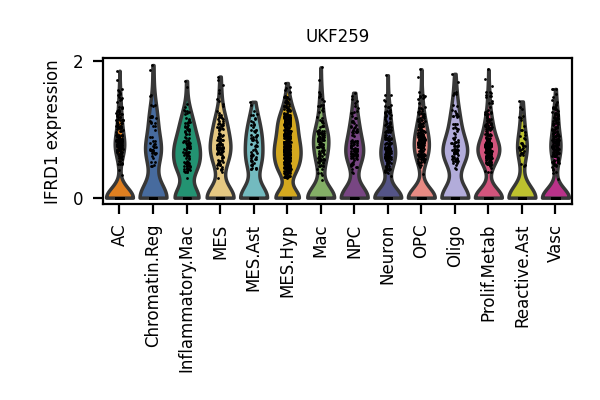 UKF259
IFRD1 expression
2
0
AC
Chromatin.Reg
Inflammatory.Mac
MES
MES.Ast
MES.Hyp
Mac
NPC
Neuron
OPC
Oligo
Prolif.Metab
Reactive.Ast
Vasc